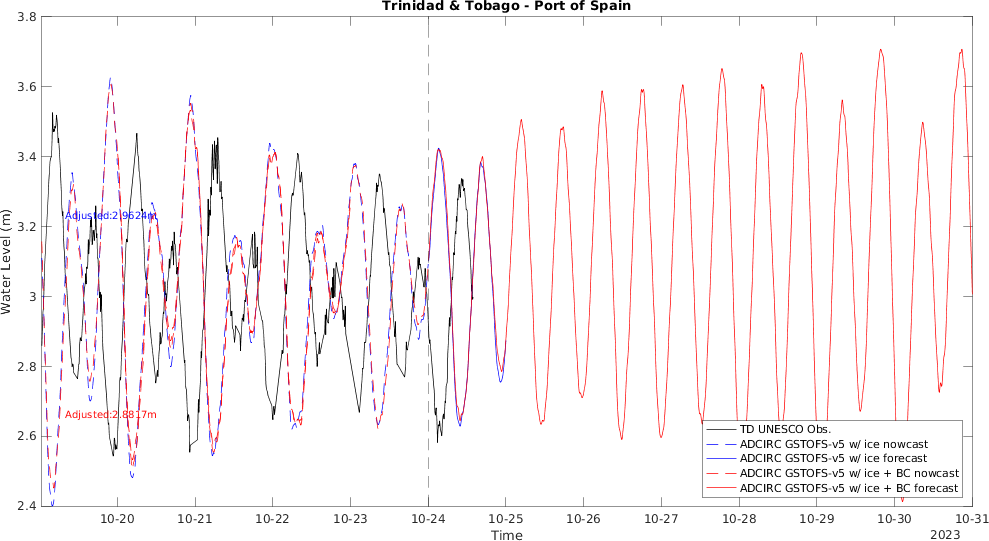 Trinidad & Tobago - Port of Spain
3.8
3.6
3.4
3.2
3
2.8
2.6
2.4
Water Level (m)
Adjusted:2.9624m
Adjusted:2.8817m
TD UNESCO Obs.
ADCIRC GSTOFS-v5 w/ ice nowcast
ADCIRC GSTOFS-v5 w/ ice forecast
ADCIRC GSTOFS-v5 w/ ice + BC nowcast
ADCIRC GSTOFS-v5 w/ ice + BC forecast
10-20 10-21 10-22 10-23 10-24 10-25 10-26 10-27 10-28 10-29 10-30 10-31
Time 2023